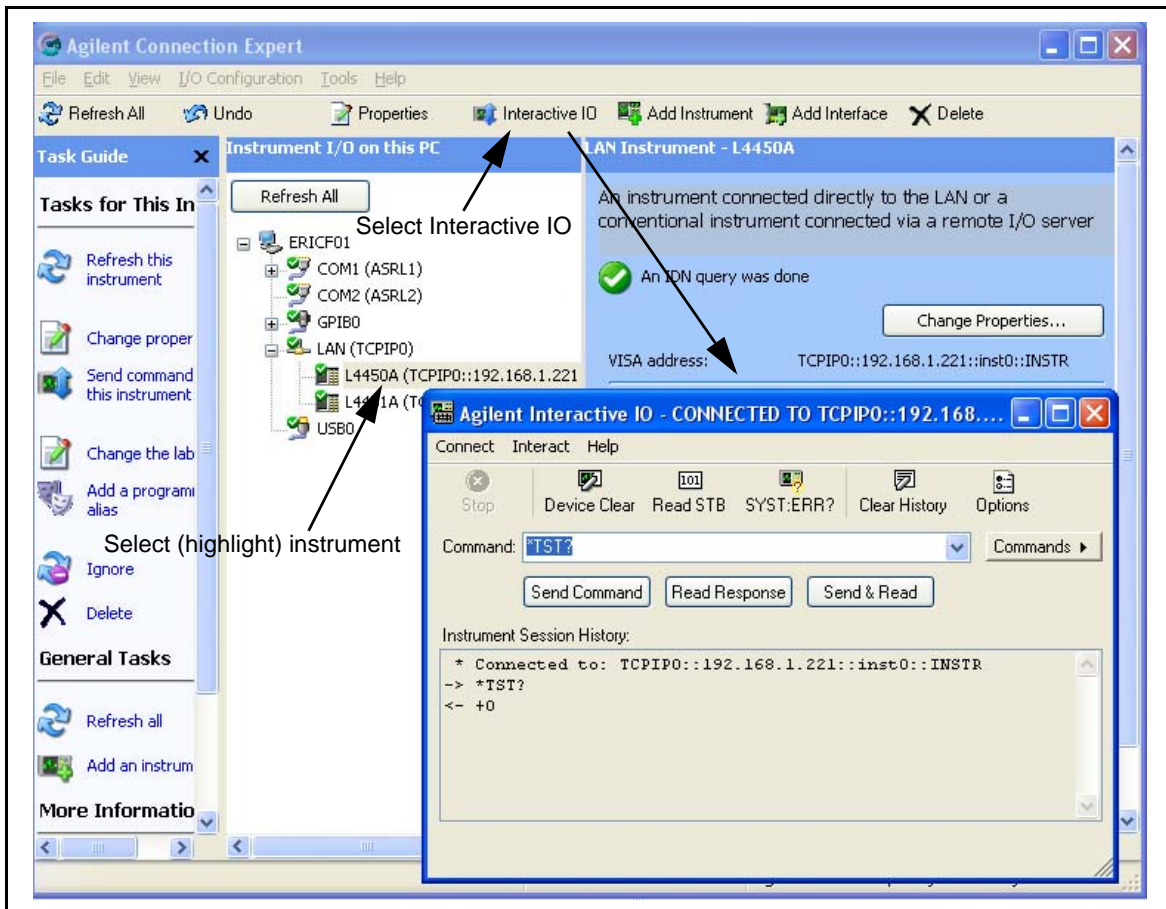 Agilent Connection Expert
File Edit View I/O Configuration Tools Help
Refresh All Undo Properties Interactive IO Add Instrument Add Interface Delete
Task Guide
Tasks for This In
Refresh this
instrument
Change proper
Send command
this instrument
Change the lab
Add a programi
alias
Ignore
Delete
General Tasks
Refresh all
Add an instrum
More Informatio
Instrument I/O on this PC
Refresh All
Select Interactive IO
ERICF01
COM1 (ASRL1)
COM2 (ASRL2)
GPIB0
LAN (TCPIP0)
L4450A (TCPIP0::192.168.1.221
USB0
Select (highlight) instrument
LAN Instrument - L4450A
An instrument connected directly to the LAN or a
conventional instrument connected via a remote I/O server
An IDN query was done
Change Properties...
VISA address: TCPIP0::192.168.1.221::inst0::INSTR
Agilent Interactive IO - CONNECTED TO TCPIP0::192.168....
Connect Interact Help
Stop Device Clear Read STB SYST:ERR? Clear History Options
101
Command: *TST? Commands
Send Command Read Response Send & Read
Instrument Session History:
* Connected to: TCPIP0::192.168.1.221::inst0::INSTR
-> *TST?
<- +0